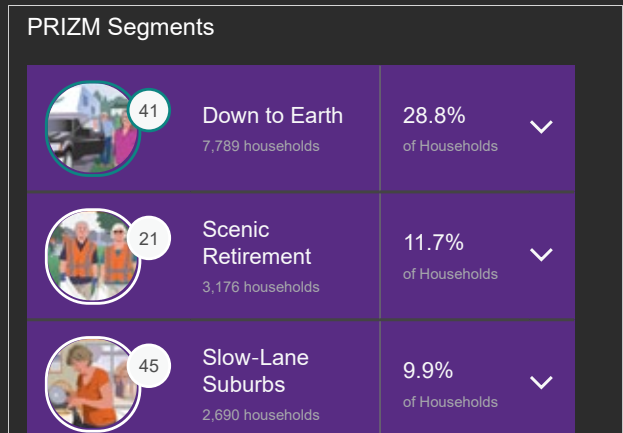 PRIZM Segments
41
Down to Earth
7,789 households
28.8%
of Households
21
Scenic
Retirement
3,176 households
11.7%
of Households
45
Slow-Lane
Suburbs
2,690 households
9.9%
of Households